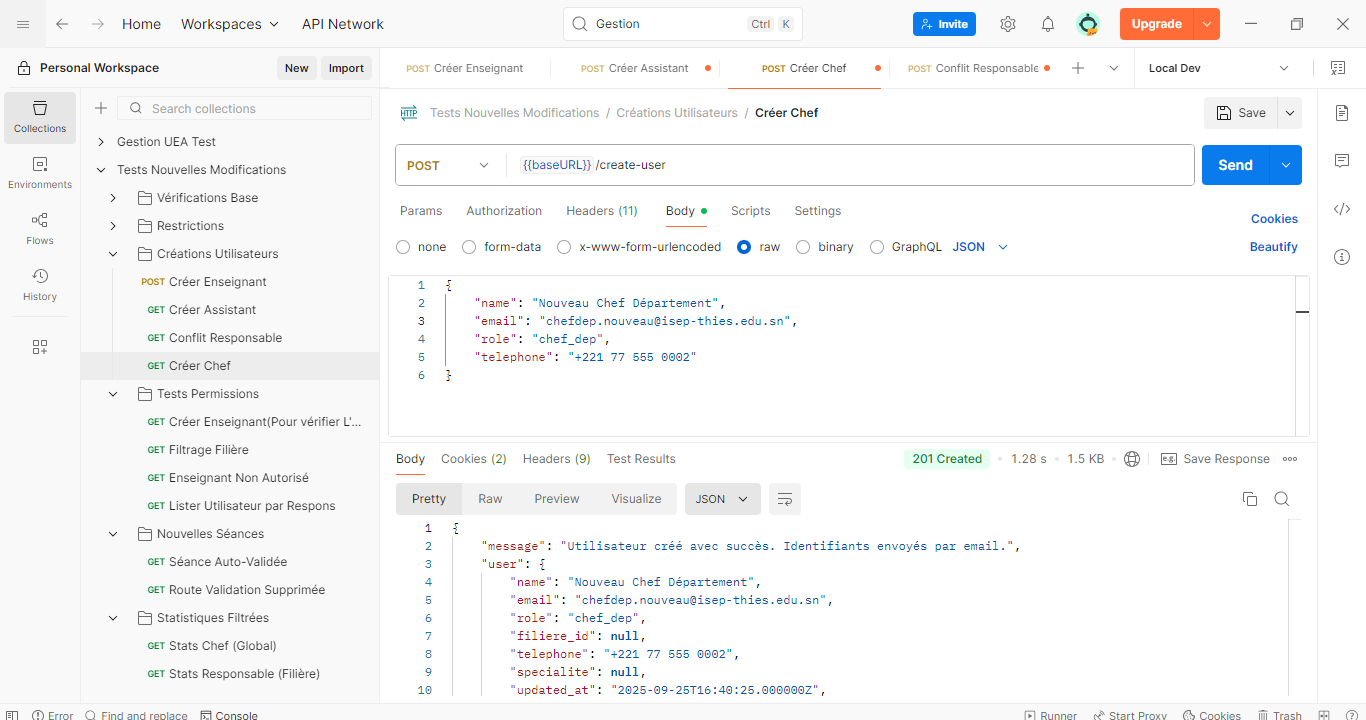 Home Workspaces API Network Gestion Ctrl K Invite Upgrade
Personal Workspace New Import
POST Créer Enseignant POST Créer Assistant POST Créer Chef POST Conflit Responsable Local Dev
Collections
Environments
Flows
History
Search collections
Gestion UEA Test
Tests Nouvelles Modifications
Vérifications Base
Restrictions
Créations Utilisateurs
POST Créer Enseignant
GET Créer Assistant
GET Conflit Responsable
GET Créer Chef
Tests Permissions
GET Créer Enseignant(Pour vérifier L'...
GET Filtrage Filière
GET Enseignant Non Autorisé
GET Lister Utilisateur par Respons
Nouvelles Séances
GET Séance Auto-Validée
GET Route Validation Supprimée
Statistiques Filtrées
GET Stats Chef (Global)
GET Stats Responsable (Filière)
HTTP Tests Nouvelles Modifications / Créations Utilisateurs / Créer Chef Save
POST {{baseURL}} /create-user Send
Params Authorization Headers (11) Body Scripts Settings Cookies
none form-data x-www-form-urlencoded raw binary GraphQL JSON Beautify
1 {
2 "name": "Nouveau Chef Département",
3 "email": "chefdep.nouveau@isep-thies.edu.sn",
4 "role": "chef_dep",
5 "telephone": "+221 77 555 0002"
6 }
Body Cookies (2) Headers (9) Test Results 201 Created • 1.28 s • 1.5 KB e.g. Save Response
Pretty Raw Preview Visualize JSON
1 {
2 "message": "Utilisateur créé avec succès. Identifiants envoyés par email.",
3 "user": {
4 "name": "Nouveau Chef Département",
5 "email": "chefdep.nouveau@isep-thies.edu.sn",
6 "role": "chef_dep",
7 "filiere_id": null,
8 "telephone": "+221 77 555 0002",
9 "specialite": null,
10 "updated_at": "2025-09-25T16:40:25.000000Z",
Error Find and replace Console Runner Start Proxy Cookies Trash